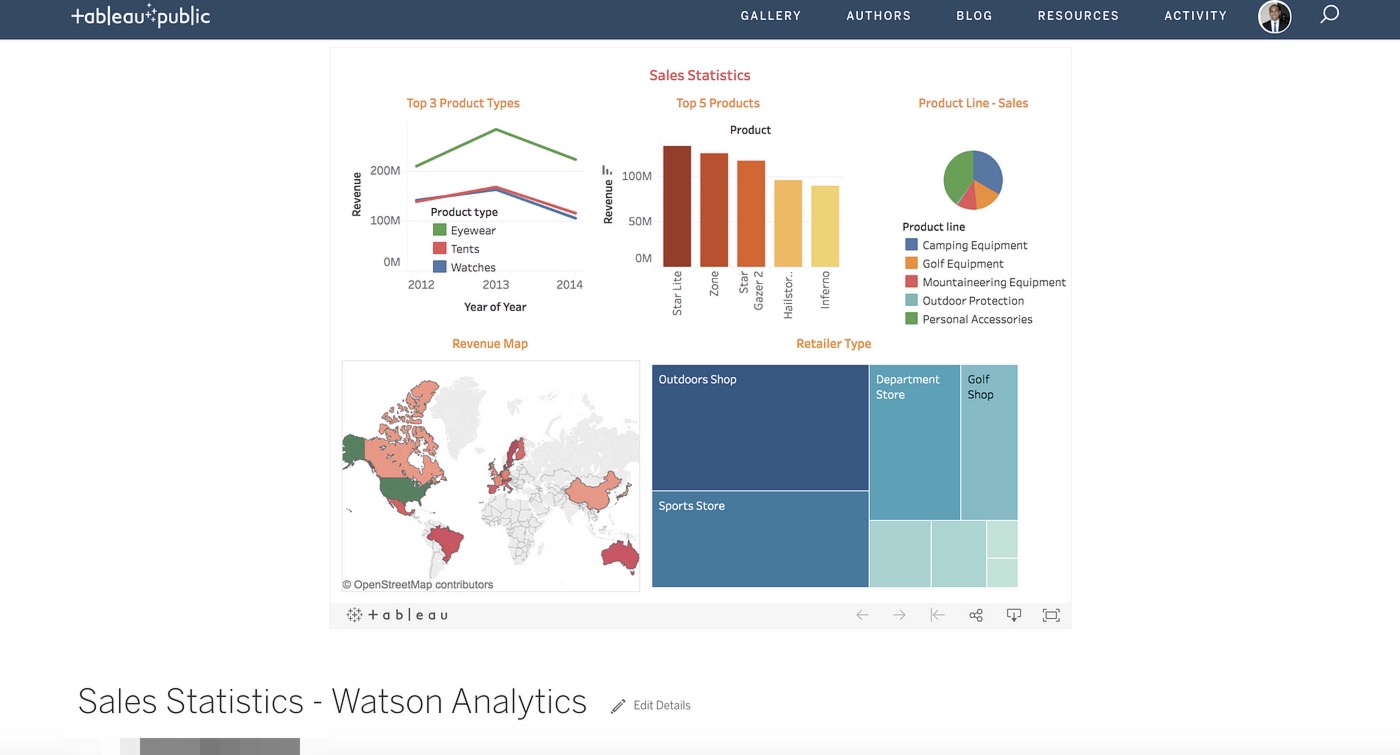 tableau public
GALLERY
AUTHORS
BLOG
RESOURCES
ACTIVITY
Sales Statistics
Top 3 Product Types
Revenue
200M
100M
0M
Product type
Eyewear
Tents
Watches
2012
2013
2014
Year of Year
Top 5 Products
Product
Revenue
100M
50M
0M
Star Lite
Zone
Star
Gazer 2
Hailstor..
Inferno
Product Line - Sales
Product line
Camping Equipment
Golf Equipment
Mountaineering Equipment
Outdoor Protection
Personal Accessories
Revenue Map
© OpenStreetMap contributors
Retailer Type
Outdoors Shop
Department
Store
Golf
Shop
Sports Store
tableau
Sales Statistics - Watson Analytics
Edit Details